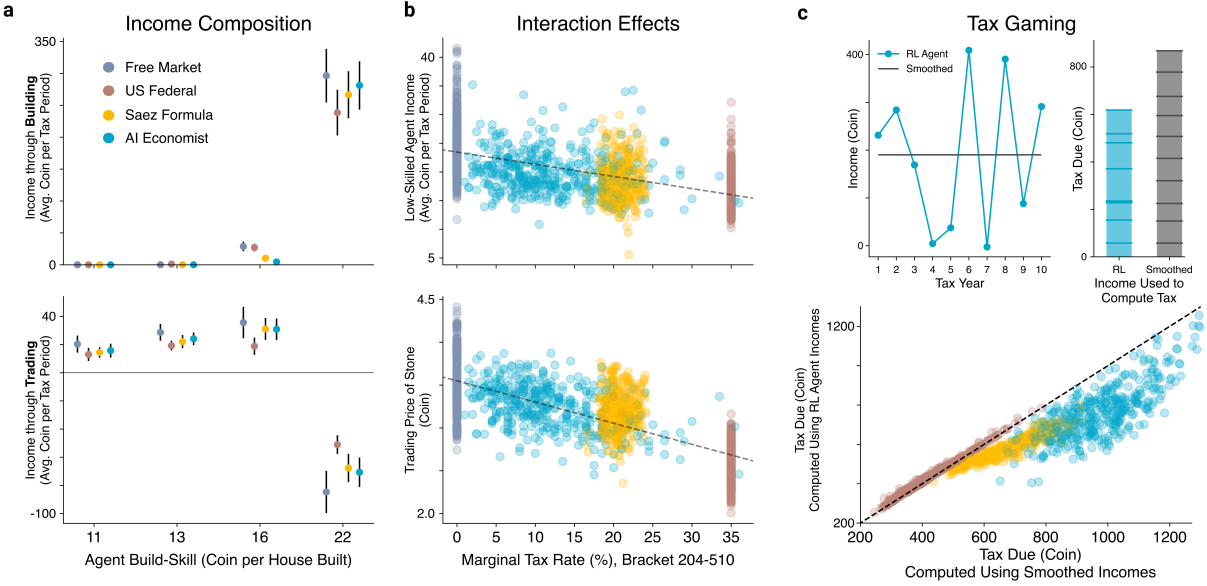 a
Income Composition
350
Income through Building
(Avg. Coin per Tax Period)
Free Market
US Federal
Saez Formula
AI Economist
0
40
Income through Trading
(Avg. Coin per Tax Period)
-100
11 13 16 22
Agent Build-Skill (Coin per House Built)
b
Interaction Effects
40
Low-Skilled Agent Income
(Avg. Coin per Tax Period)
5
4.5
Trading Price of Stone
(Coin)
2.0
0 5 10 15 20 25 30 35
Marginal Tax Rate (%), Bracket 204-510
c
Tax Gaming
400
RL Agent
Smoothed
Income (Coin)
0
1 2 3 4 5 6 7 8 9 10
Tax Year
800
Tax Due (Coin)
0
RL Smoothed
Income Used to
Compute Tax
1200
Tax Due (Coin)
Computed Using RL Agent Incomes
200
200 400 600 800 1000 1200
Tax Due (Coin)
Computed Using Smoothed Incomes